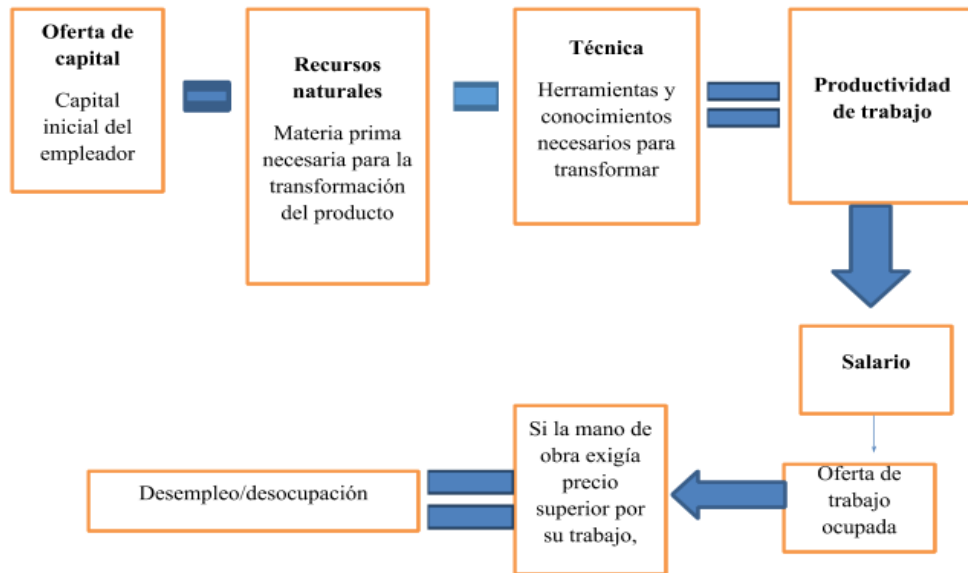 Oferta de
capital
Capital
inicial del
empleador
Recursos
naturales
Materia prima
necesaria para la
transformación
del producto
Técnica
Herramientas y
conocimientos
necesarios para
transformar
Productividad
de trabajo
Salario
Oferta de
trabajo
ocupada
Si la mano de
obra exigía
precio
superior por
su trabajo,
Desempleo/desocupación